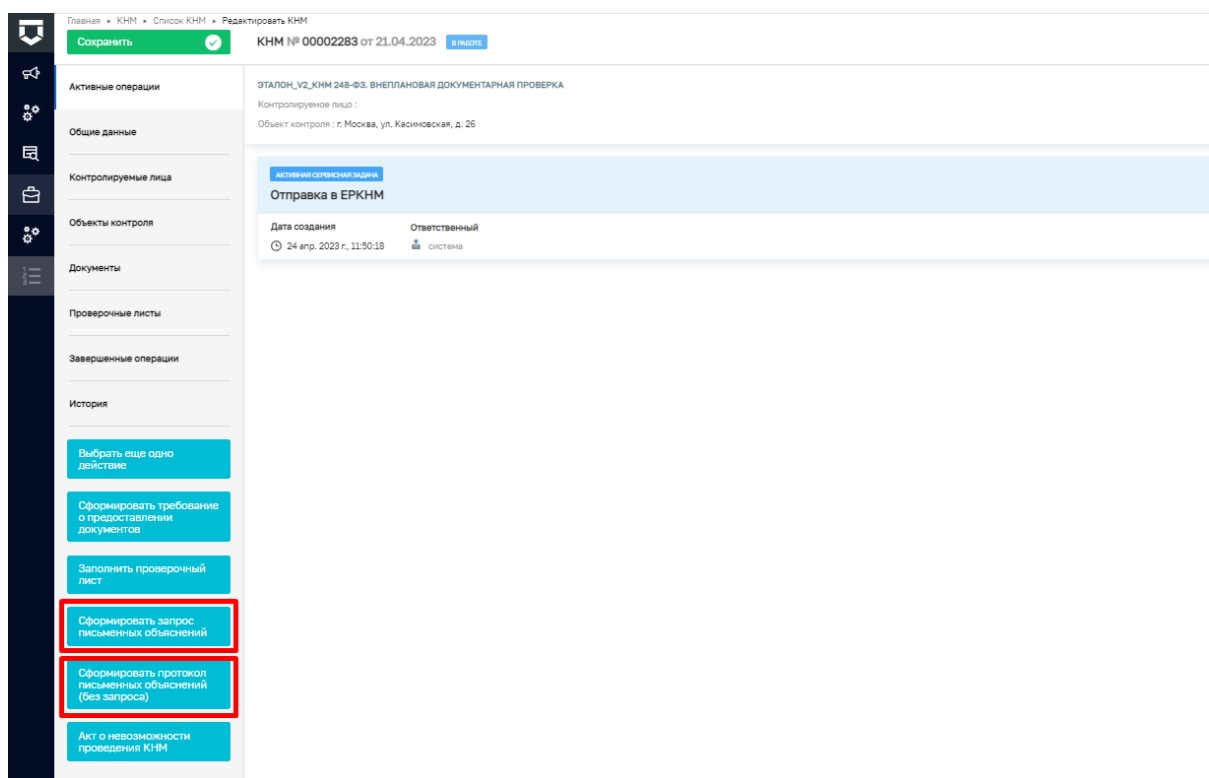 Главная ▸ КНМ ▸ Список КНМ ▸ Редактировать КНМ
Сохранить
КНМ № 00002283 от 21.04.2023 В РАБОТЕ
Активные операции
Общие данные
Контролируемые лица
Объекты контроля
Документы
Проверочные листы
Завершенные операции
История
Выбрать еще одно
действие
Сформировать требование
о предоставлении
документов
Заполнить проверочный
лист
Сформировать запрос
письменных объяснений
Сформировать протокол
письменных объяснений
(без запроса)
Акт о невозможности
проведения КНМ
ЭТАЛОН_V2_КНМ 248-ФЗ. ВНЕПЛАНОВАЯ ДОКУМЕНТАРНАЯ ПРОВЕРКА
Контролируемое лицо :
Объект контроля : г. Москва, ул. Касимовская, д. 26
АКТИВНАЯ СЕРВИСНАЯ ЗАДАЧА
Отправка в ЕРКНМ
Дата создания Ответственный
24 апр. 2023 г., 11:50:18 система